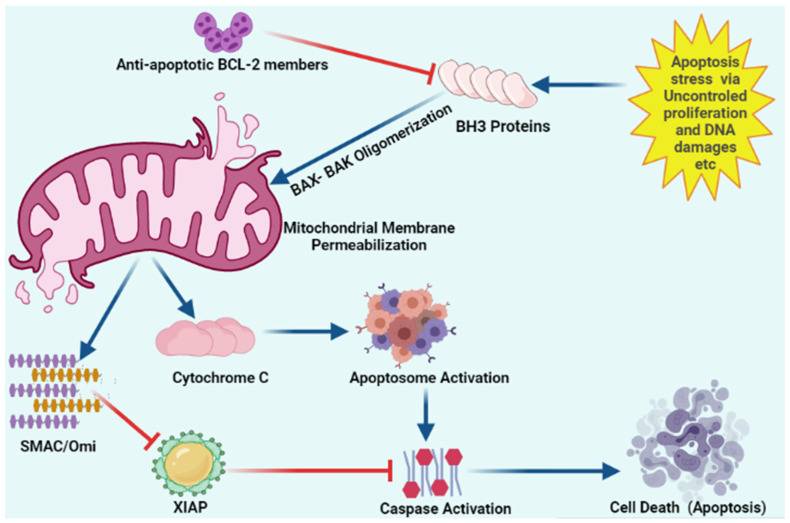 Anti-apoptotic BCL-2 members
Apoptosis
stress via
Uncontroled
proliferation
and DNA
damages
etc
BH3 Proteins
BAX- BAK Oligomerization
Mitochondrial Membrane
Permeabilization
Cytochrome C
Apoptosome Activation
SMAC/Omi
XIAP
Caspase Activation
Cell Death (Apoptosis)